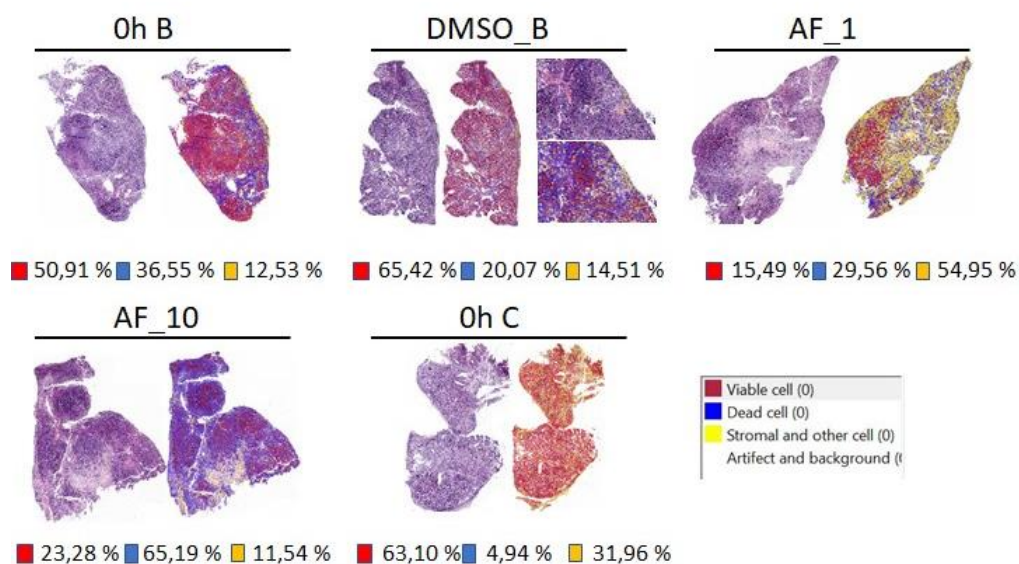 0h B
DMSO_B
AF_1
50,91 % 36,55 % 12,53 %
65,42 % 20,07 % 14,51 %
15,49 % 29,56 % 54,95 %
AF_10
0h C
Viable cell (0)
Dead cell (0)
Stromal and other cell (0)
Artifect and background (
23,28 % 65,19 % 11,54 %
63,10 % 4,94 % 31,96 %